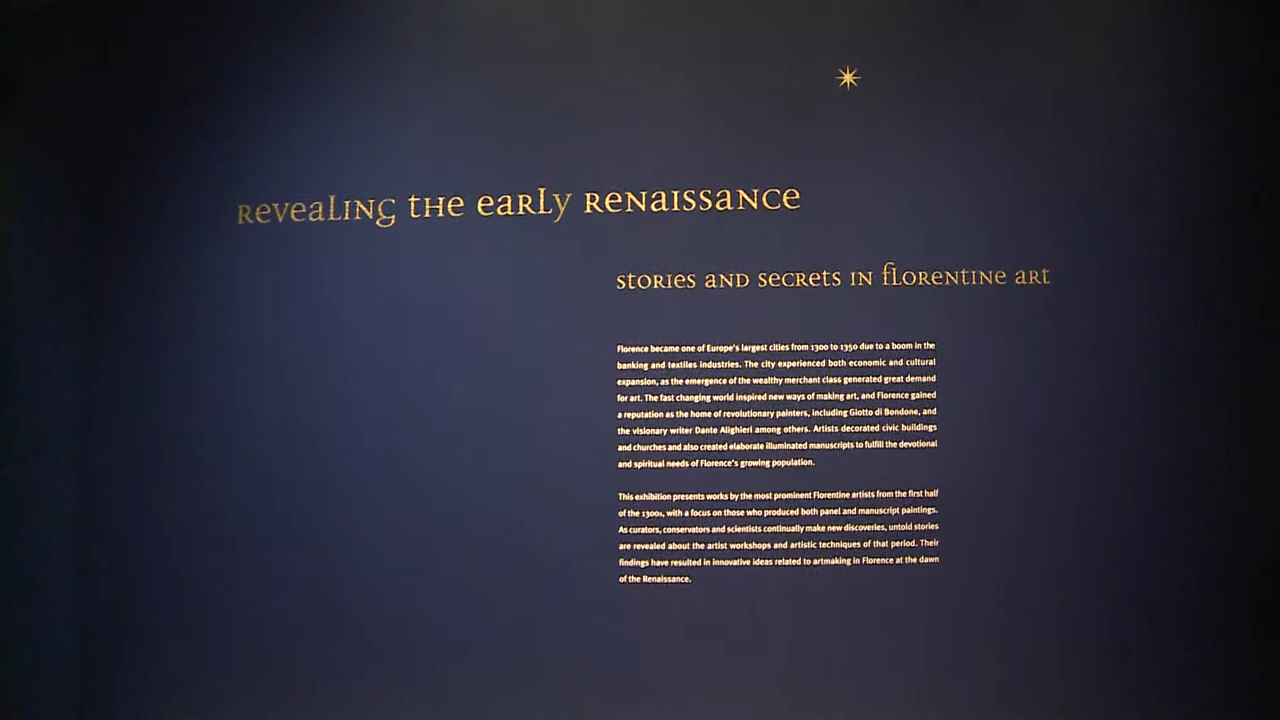 Revealing the Early Renaissance
stories and secrets in florentine art
Florence became one of Europe's largest cities from 1300 to 1350 due to a boom in the
banking and textiles industries. The city experienced both economic and cultural
expansion, as the emergence of the wealthy merchant class generated great demand
for art. The fast changing world inspired new ways of making art, and Florence gained
a reputation as the home of revolutionary painters, including Giotto di Bondone, and
the visionary writer Dante Alighieri among others. Artists decorated civic buildings
and churches and also created elaborate illuminated manuscripts to fulfill the devotional
and spiritual needs of Florence's growing population.
This exhibition presents works by the most prominent Florentine artists from the first half
of the 1300s, with a focus on those who produced both panel and manuscript paintings.
As curators, conservators and scientists continually make new discoveries, untold stories
are revealed about the artist workshops and artistic techniques of that period. Their
findings have resulted in innovative ideas related to artmaking in Florence at the dawn
of the Renaissance.